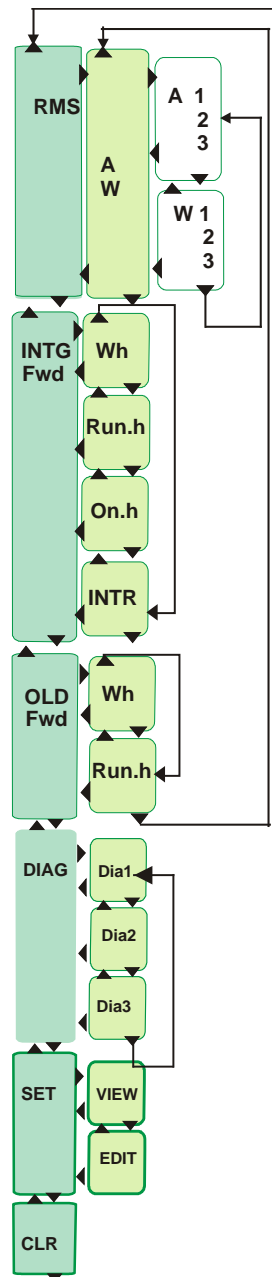 RMS
A
W
A 1
2
3
W 1
2
3
INTG
Fwd
Wh
Run.h
On.h
INTR
OLD
Fwd
Wh
Run.h
DIAG
Dia1
Dia2
Dia3
SET
VIEW
EDIT
CLR